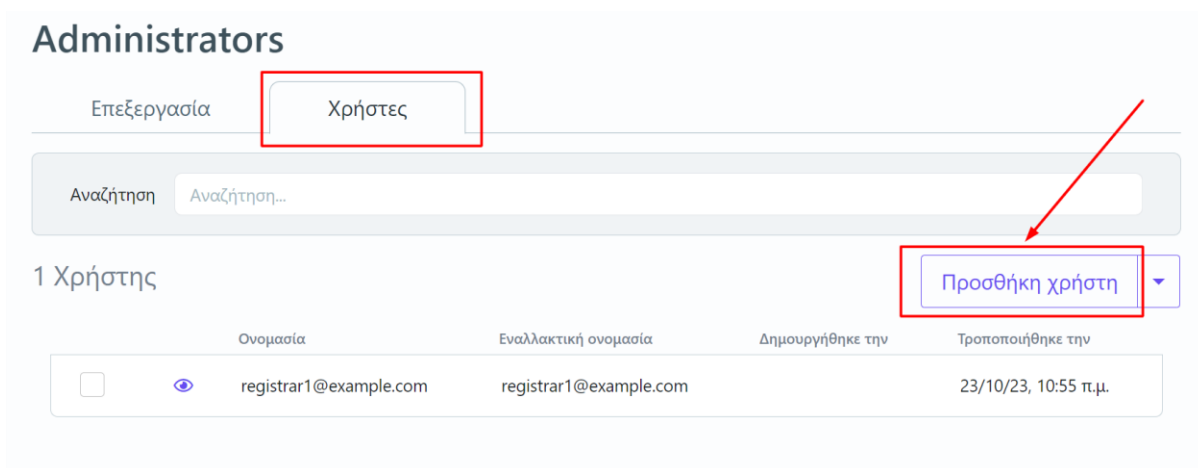 Administrators
Επεξεργασία Χρήστες
Αναζήτηση Αναζήτηση...
1 Χρήστης Προσθήκη χρήστη
Ονομασία Εναλλακτική ονομασία Δημουργήθηκε την Τροποποιήθηκε την
registrar1@example.com registrar1@example.com 23/10/23, 10:55 π.μ.